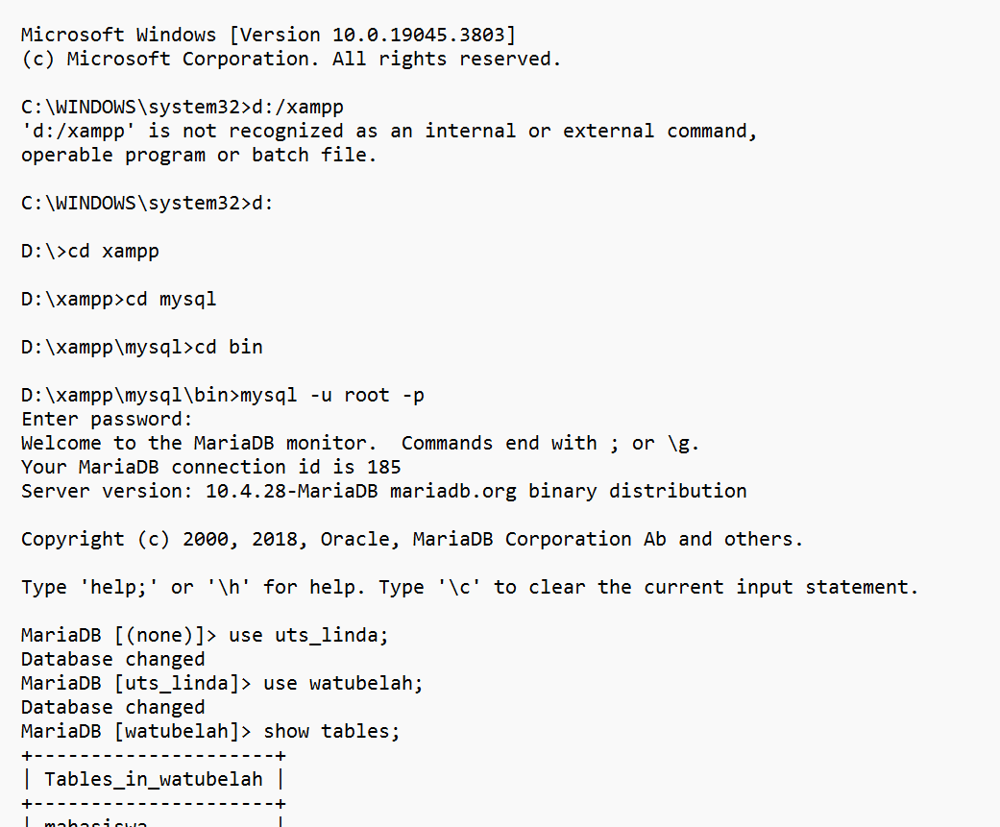 Microsoft Windows [Version 10.0.19045.3803]
(c) Microsoft Corporation. All rights reserved.
C:\WINDOWS\system32>d:/xampp
'd:/xampp' is not recognized as an internal or external command,
operable program or batch file.
C:\WINDOWS\system32>d:
D:\>cd xampp
D:\xampp>cd mysql
D:\xampp\mysql>cd bin
D:\xampp\mysql\bin>mysql -u root -p
Enter password:
Welcome to the MariaDB monitor.  Commands end with ; or \g.
Your MariaDB connection id is 185
Server version: 10.4.28-MariaDB mariadb.org binary distribution
Copyright (c) 2000, 2018, Oracle, MariaDB Corporation Ab and others.
Type 'help;' or '\h' for help. Type '\c' to clear the current input statement.
MariaDB [(none)]> use uts_linda;
Database changed
MariaDB [uts_linda]> use watubelah;
Database changed
MariaDB [watubelah]> show tables;
+---------------------+
| Tables_in_watubelah |
+---------------------+
| mahasiswa           |